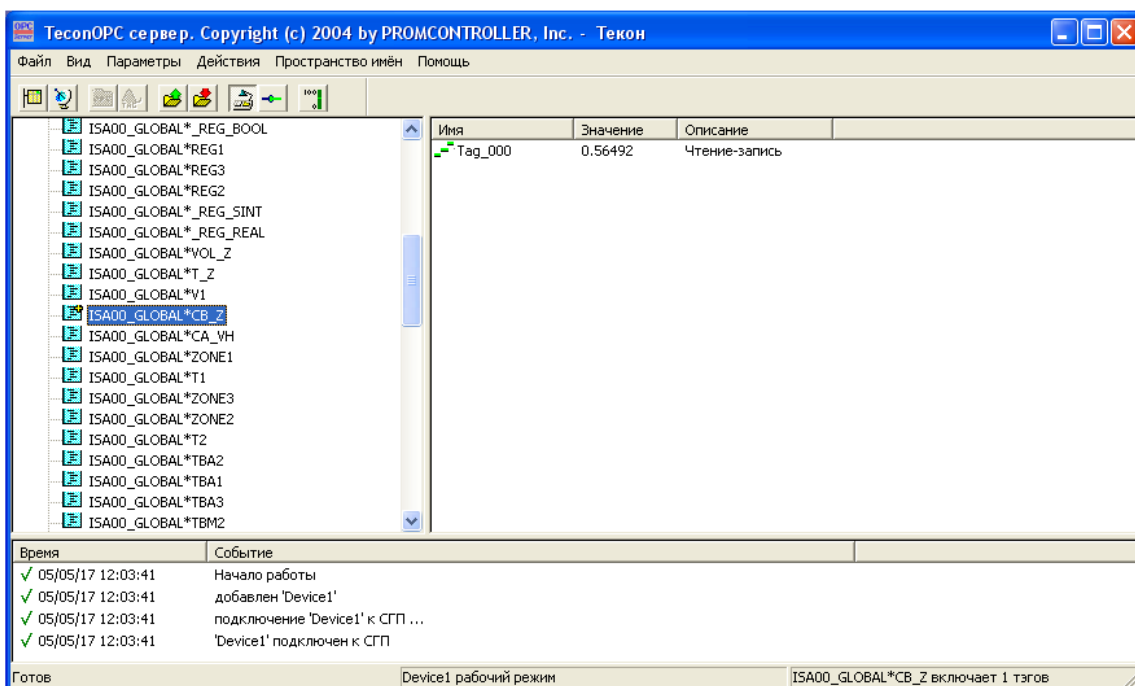 TeconOPC сервер. Copyright (c) 2004 by PROMCONTROLLER, Inc. - Текон
Файл Вид Параметры Действия Пространство имён Помощь
ISA00_GLOBAL*_REG_BOOL
ISA00_GLOBAL*REG1
ISA00_GLOBAL*REG3
ISA00_GLOBAL*REG2
ISA00_GLOBAL*_REG_SINT
ISA00_GLOBAL*_REG_REAL
ISA00_GLOBAL*VOL_Z
ISA00_GLOBAL*T_Z
ISA00_GLOBAL*V1
ISA00_GLOBAL*CB_Z
ISA00_GLOBAL*CA_VH
ISA00_GLOBAL*ZONE1
ISA00_GLOBAL*T1
ISA00_GLOBAL*ZONE3
ISA00_GLOBAL*ZONE2
ISA00_GLOBAL*T2
ISA00_GLOBAL*TBA2
ISA00_GLOBAL*TBA1
ISA00_GLOBAL*TBA3
ISA00_GLOBAL*TBM2
Имя Значение Описание
Tag_000 0.56492 Чтение-запись
Время Событие
05/05/17 12:03:41 Начало работы
05/05/17 12:03:41 добавлен 'Device1'
05/05/17 12:03:41 подключение 'Device1' к СГП ...
05/05/17 12:03:41 'Device1' подключен к СГП
Готов Device1 рабочий режим ISA00_GLOBAL*CB_Z включает 1 тэгов